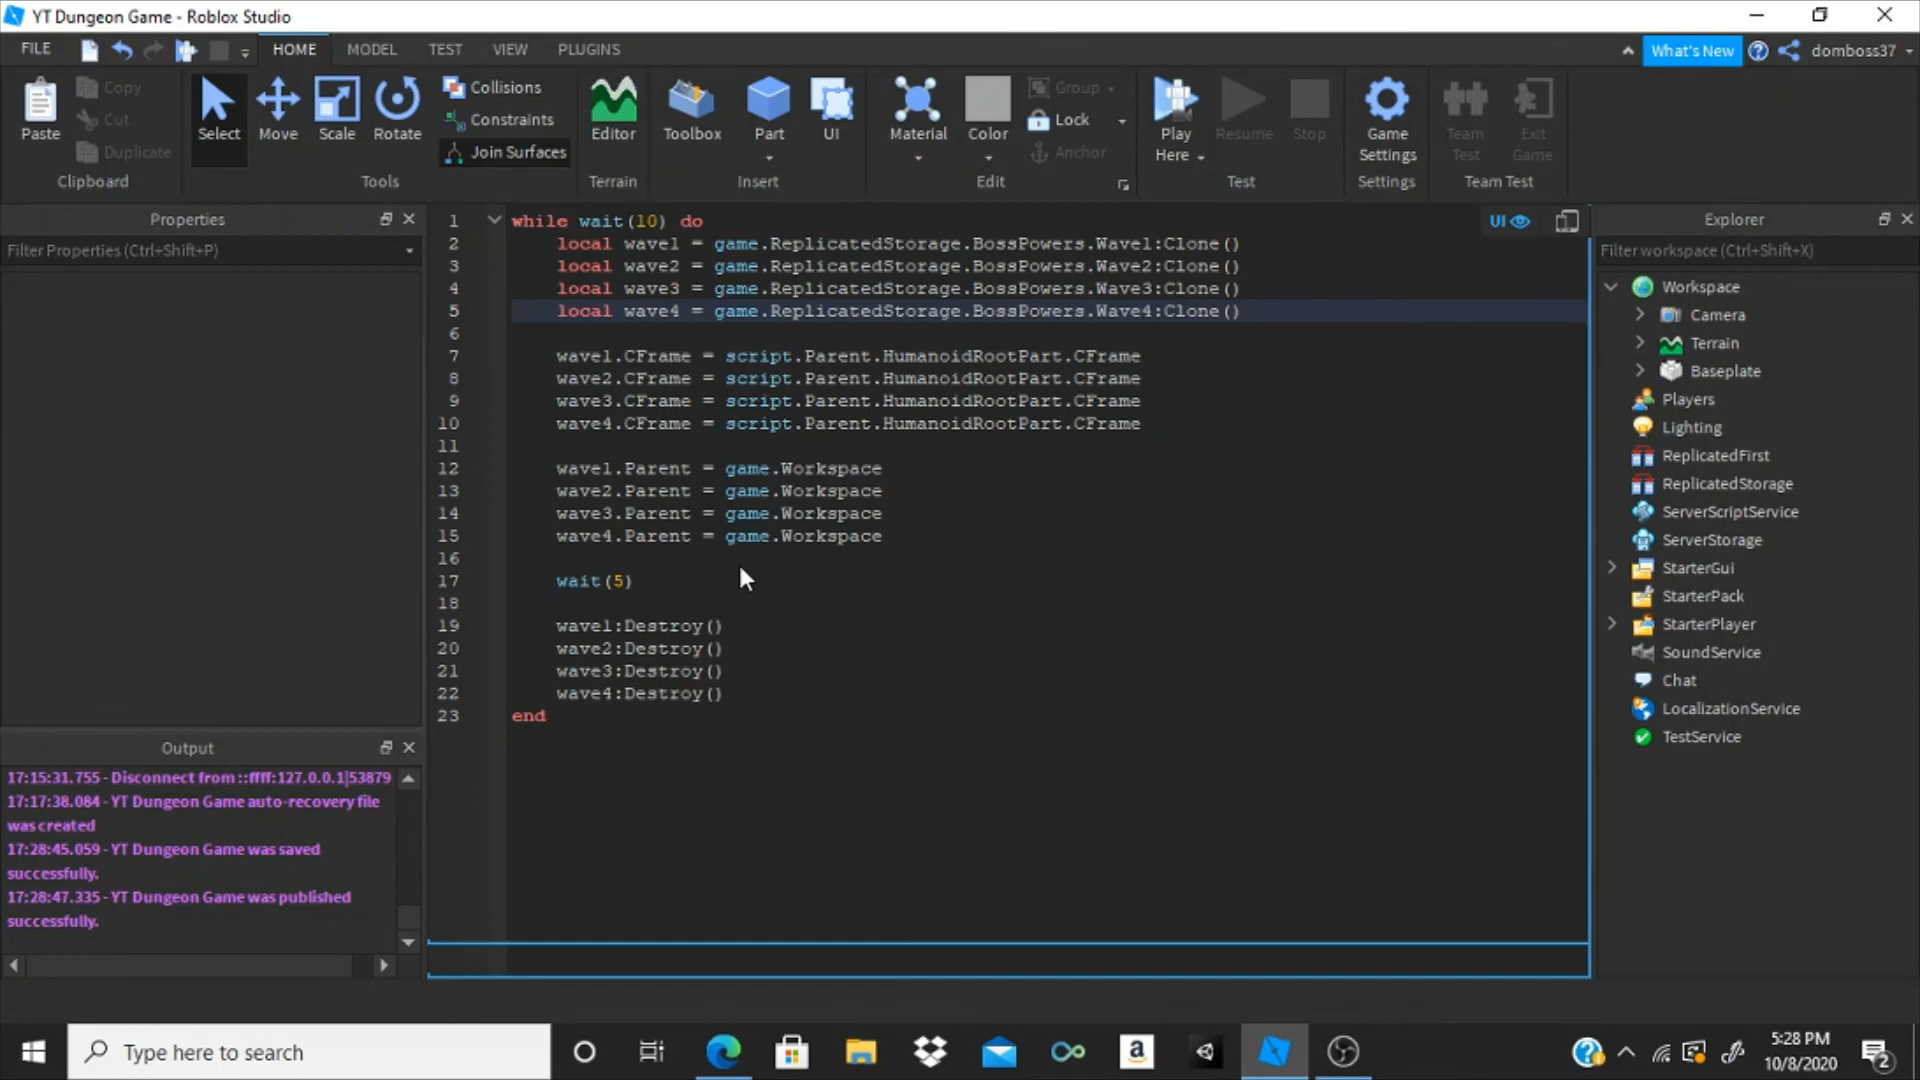 YT Dungeon Game - Roblox Studio
FILE
HOME
MODEL
TEST
VIEW
PLUGINS
What's New
domboss37
Paste
Copy
Cut
Duplicate
Clipboard
Select
Move
Scale
Rotate
Collisions
Constraints
Join Surfaces
Tools
Editor
Terrain
Toolbox
Part
UI
Insert
Material
Color
Group
Lock
Anchor
Edit
Play
Here
Resume
Stop
Test
Game
Settings
Settings
Team
Test
Exit
Game
Team Test
Properties
Filter Properties (Ctrl+Shift+P)
1 while wait(10) do
2 local wave1 = game.ReplicatedStorage.BossPowers.Wave1:Clone()
3 local wave2 = game.ReplicatedStorage.BossPowers.Wave2:Clone()
4 local wave3 = game.ReplicatedStorage.BossPowers.Wave3:Clone()
5 local wave4 = game.ReplicatedStorage.BossPowers.Wave4:Clone()
6
7 wave1.CFrame = script.Parent.HumanoidRootPart.CFrame
8 wave2.CFrame = script.Parent.HumanoidRootPart.CFrame
9 wave3.CFrame = script.Parent.HumanoidRootPart.CFrame
10 wave4.CFrame = script.Parent.HumanoidRootPart.CFrame
11
12 wave1.Parent = game.Workspace
13 wave2.Parent = game.Workspace
14 wave3.Parent = game.Workspace
15 wave4.Parent = game.Workspace
16
17 wait(5)
18
19 wave1:Destroy()
20 wave2:Destroy()
21 wave3:Destroy()
22 wave4:Destroy()
23 end
UI
Explorer
Filter workspace (Ctrl+Shift+X)
Workspace
Camera
Terrain
Baseplate
Players
Lighting
ReplicatedFirst
ReplicatedStorage
ServerScriptService
ServerStorage
StarterGui
StarterPack
StarterPlayer
SoundService
Chat
LocalizationService
TestService
Output
17:15:31.755 - Disconnect from ::ffff:127.0.0.1|53879
17:17:38.084 - YT Dungeon Game auto-recovery file
was created
17:28:45.059 - YT Dungeon Game was saved
successfully.
17:28:47.335 - YT Dungeon Game was published
successfully.
Type here to search
a
5:28 PM
10/8/2020
2